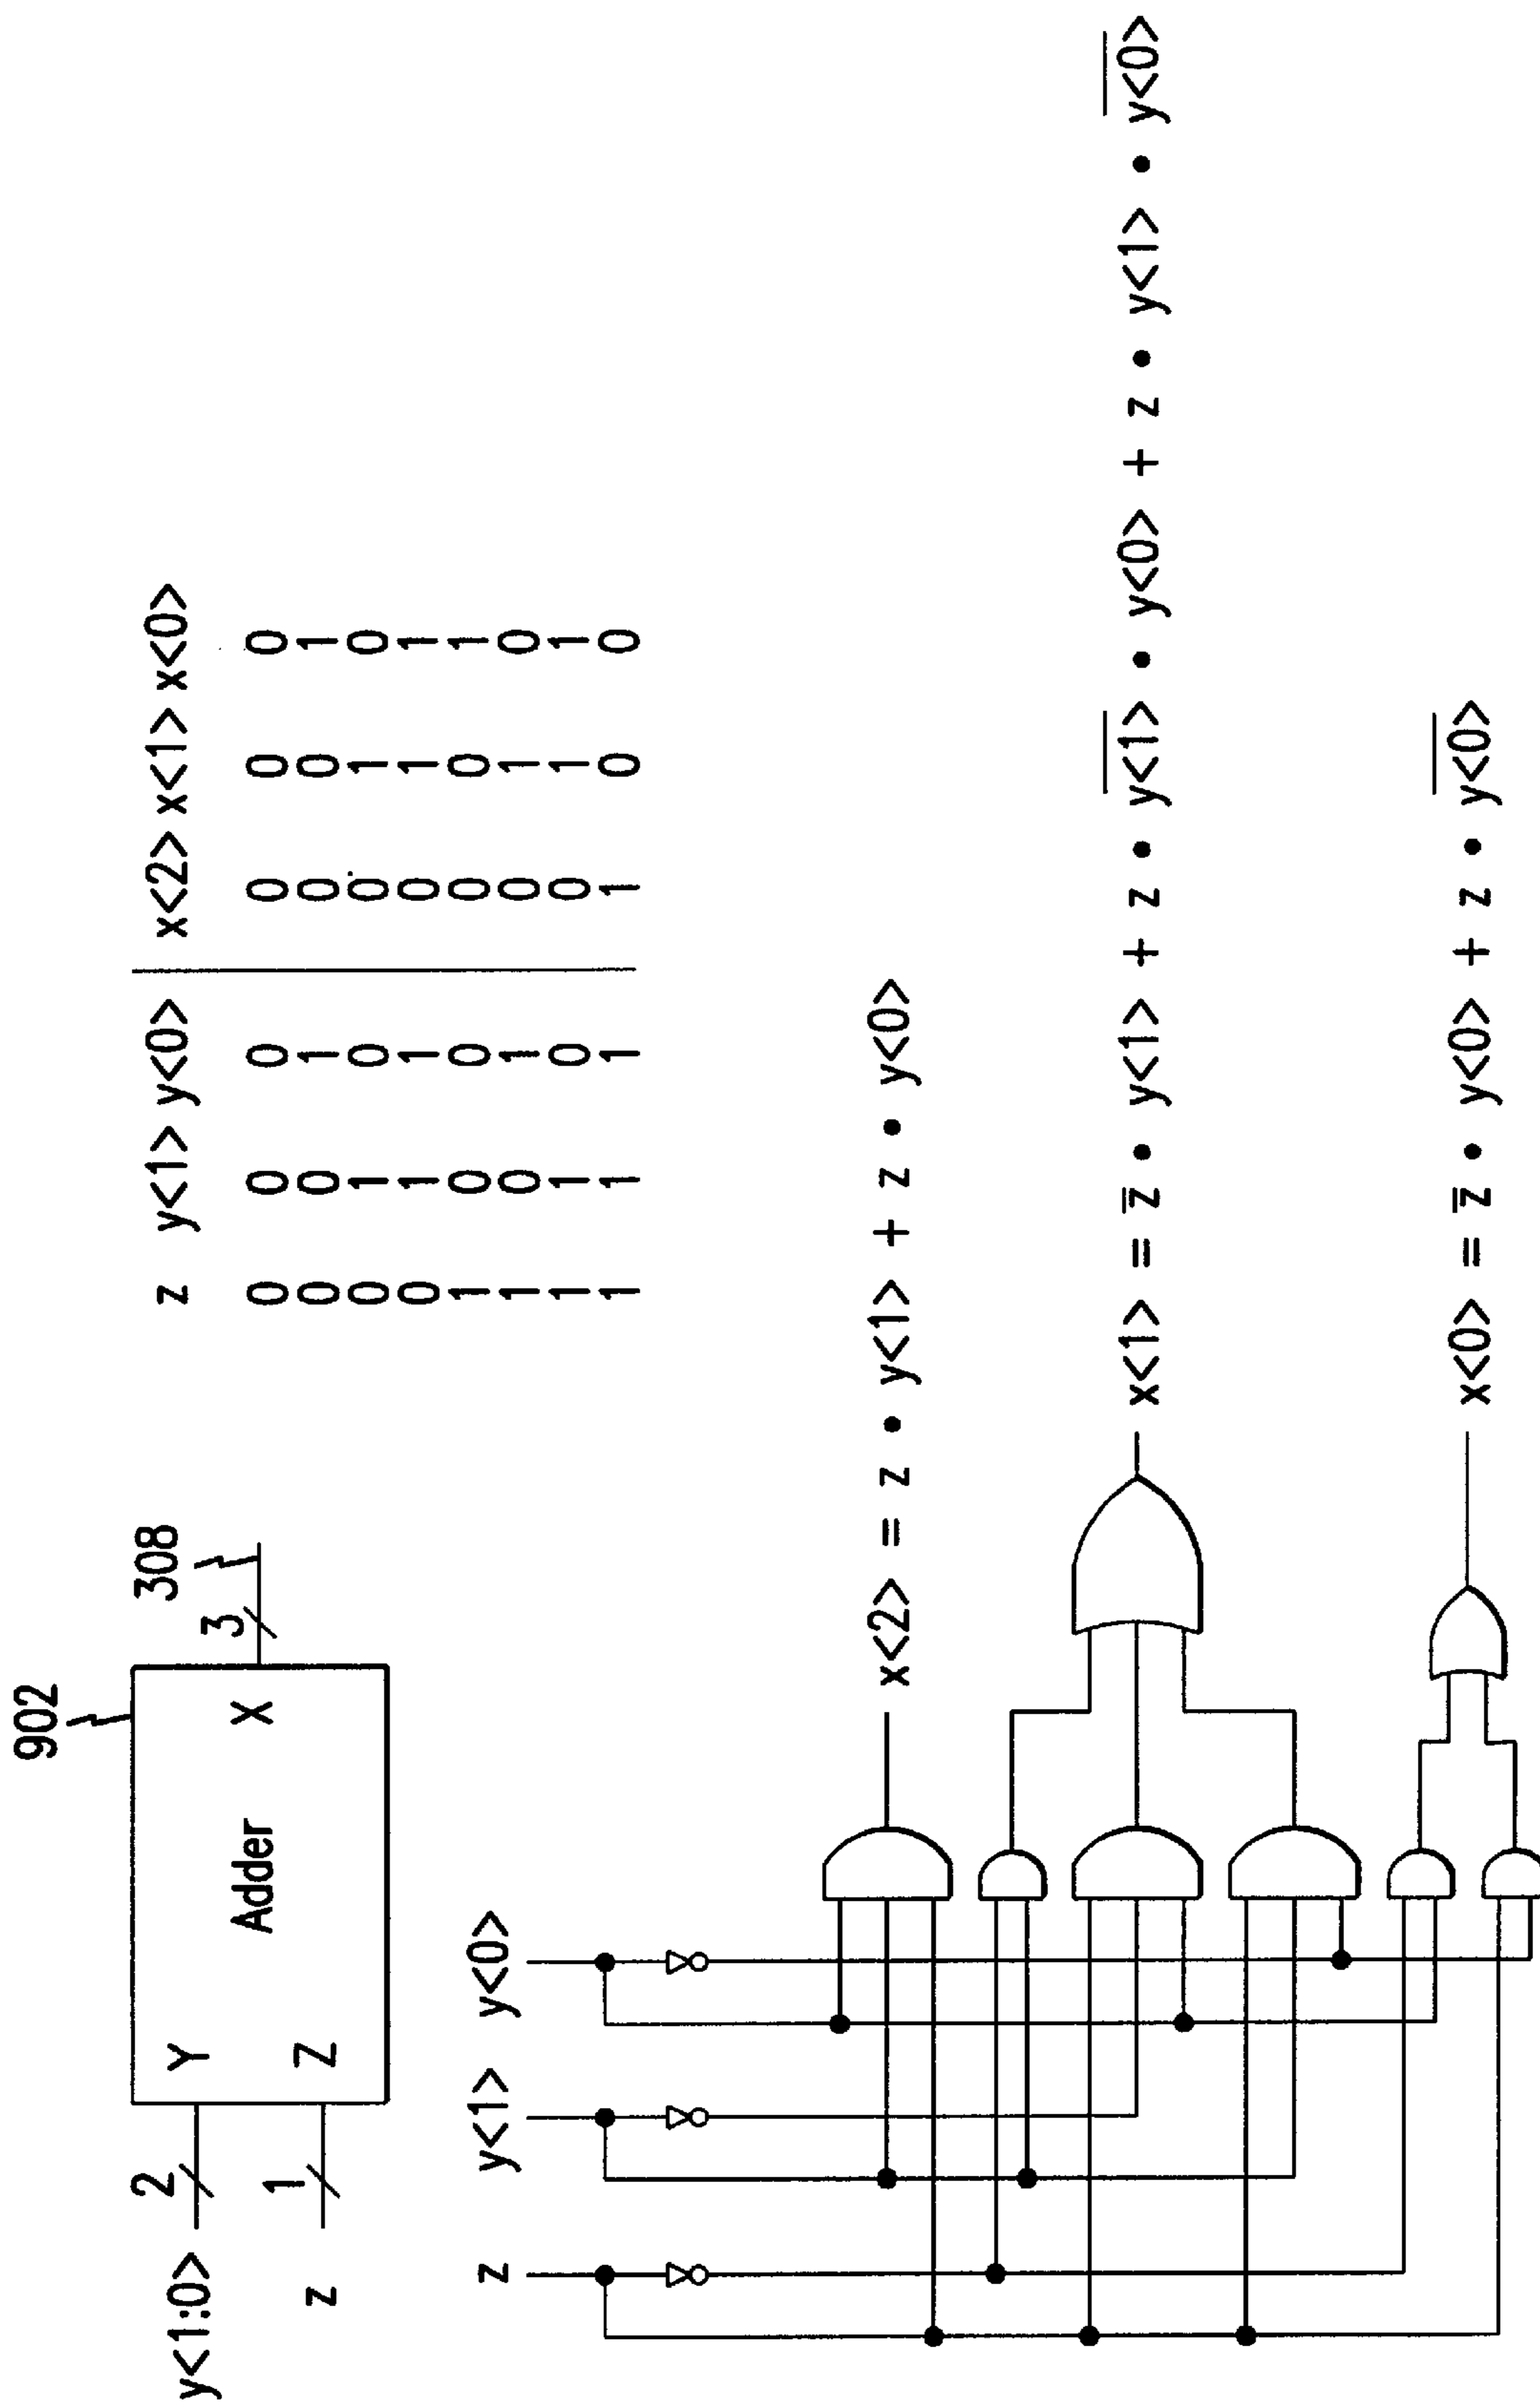 902
308
y<1:0>
2
Y
Adder
X
3
z
1
Z
z y<1> y<0> x<2> x<1> x<0>
0 0 0 0 0 0
0 0 1 0 0 1
0 1 0 0 1 0
0 1 1 0 1 1
1 0 0 0 0 1
1 0 1 0 1 0
1 1 0 0 1 1
1 1 1 1 0 0
z y<1> y<0>
x<2> = z • y<1> + z • y<0>
x<1> = z̅ • y<1> + z • y̅<̅1̅>̅ • y<0> + z • y<1> • y̅<̅0̅>̅
x<0> = z̅ • y<0> + z • y̅<̅0̅>̅